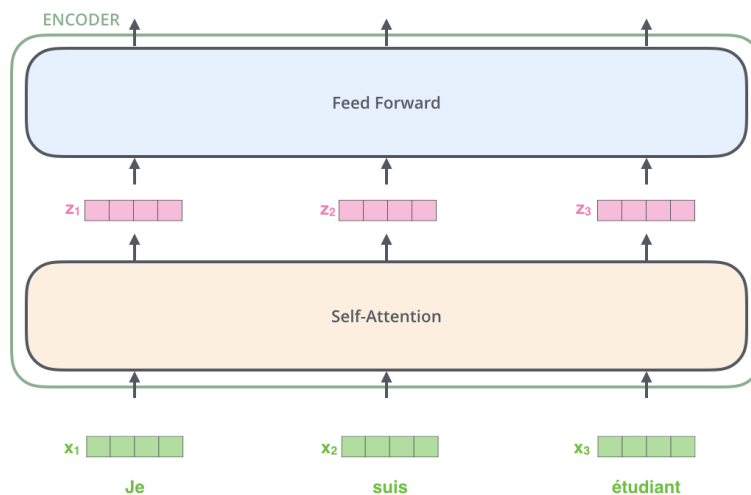 ENCODER
Feed Forward
z₁ z₂ z₃
Self-Attention
x₁ x₂ x₃
Je suis étudiant